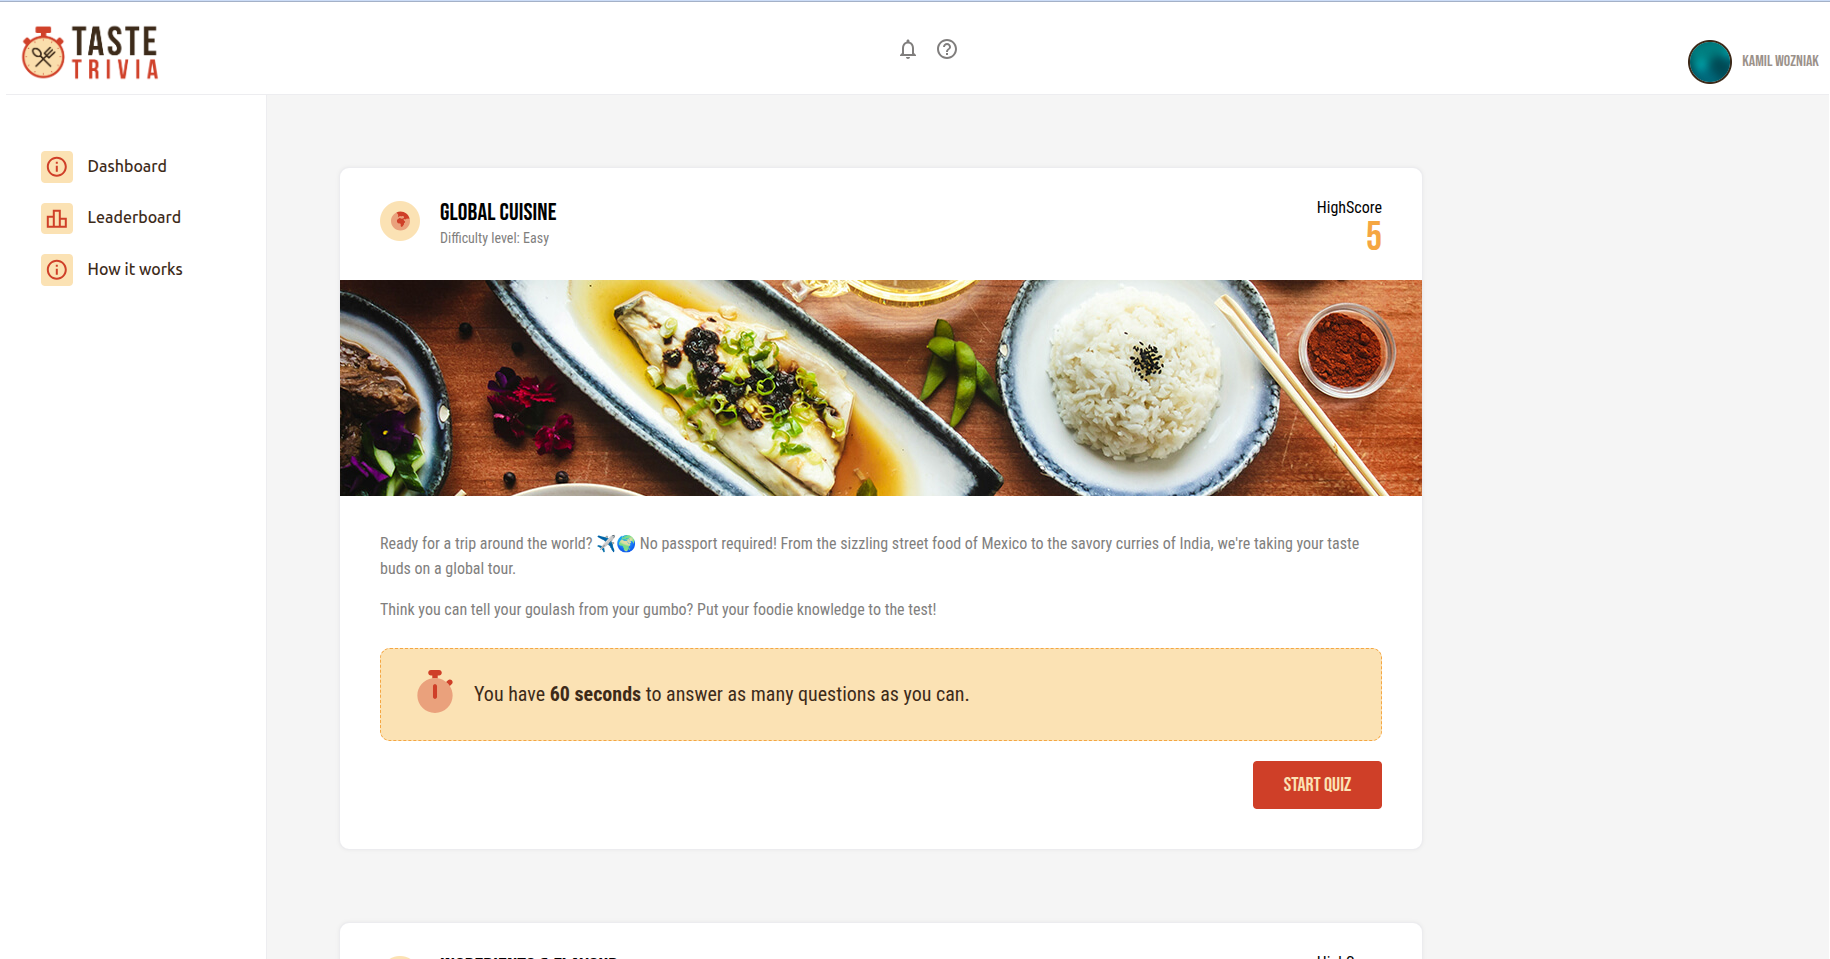 TASTE
TRIVIA
KAMIL WOZNIAK
Dashboard
Leaderboard
How it works
GLOBAL CUISINE
Difficulty level: Easy
HighScore
5
Ready for a trip around the world? ✈️🌍 No passport required! From the sizzling street food of Mexico to the savory curries of India, we're taking your taste
buds on a global tour.
Think you can tell your goulash from your gumbo? Put your foodie knowledge to the test!
You have 60 seconds to answer as many questions as you can.
START QUIZ